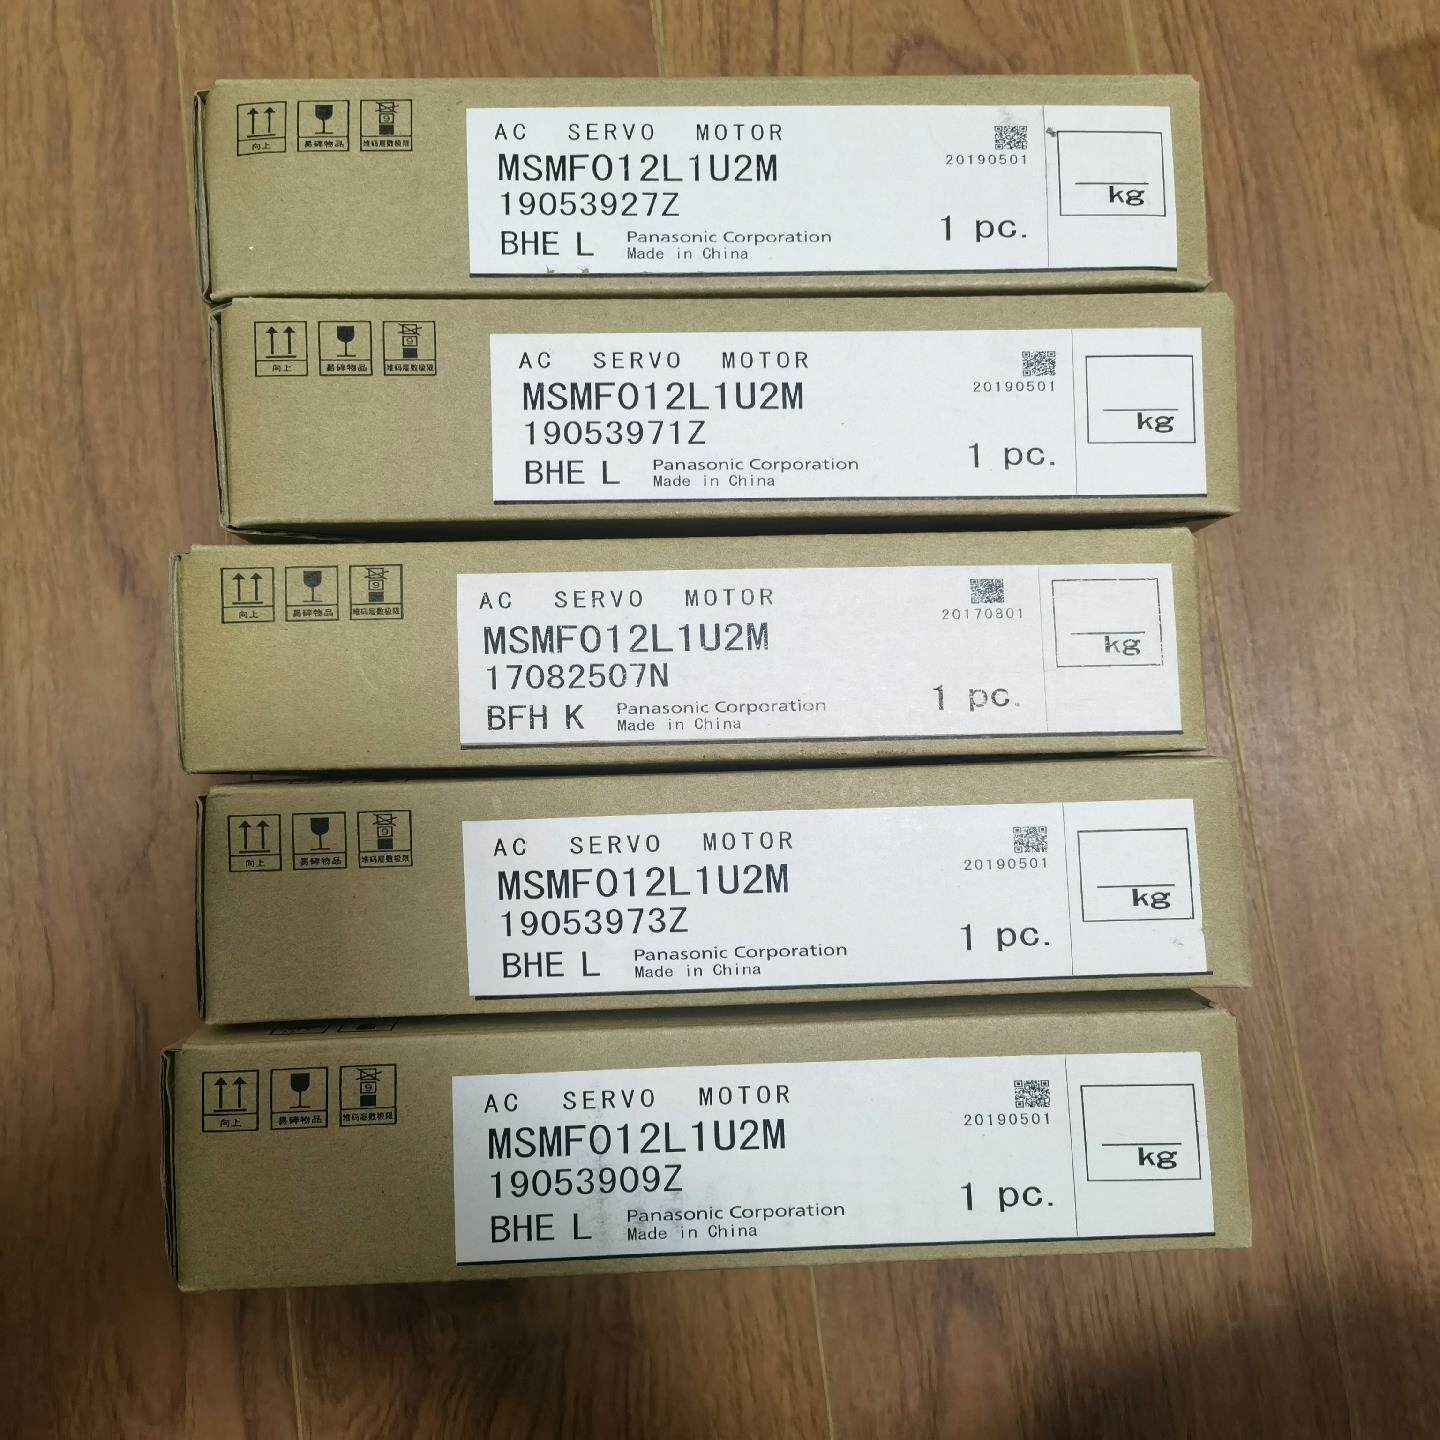 向上
易碎物品
堆码层数极限
AC SERVO MOTOR
MSMF012L1U2M
19053927Z
BHE L
Panasonic Corporation
Made in China
20190501
1 pc.
kg
向上
易碎物品
9
堆码层数极限
AC SERVO MOTOR
MSMF012L1U2M
19053971Z
BHE L
Panasonic Corporation
Made in China
20190501
1 pc.
kg
向上
易碎物品
9
堆码层数极限
AC SERVO MOTOR
MSMF012L1U2M
17082507N
BFH K
Panasonic Corporation
Made in China
20170801
1 pc.
kg
向上
易碎物品
9
堆码层数极限
AC SERVO MOTOR
MSMF012L1U2M
19053973Z
BHE L
Panasonic Corporation
Made in China
20190501
1 pc.
kg
向上
易碎物品
9
堆码层数极限
AC SERVO MOTOR
MSMF012L1U2M
19053909Z
BHE L
Panasonic Corporation
Made in China
20190501
1 pc.
kg